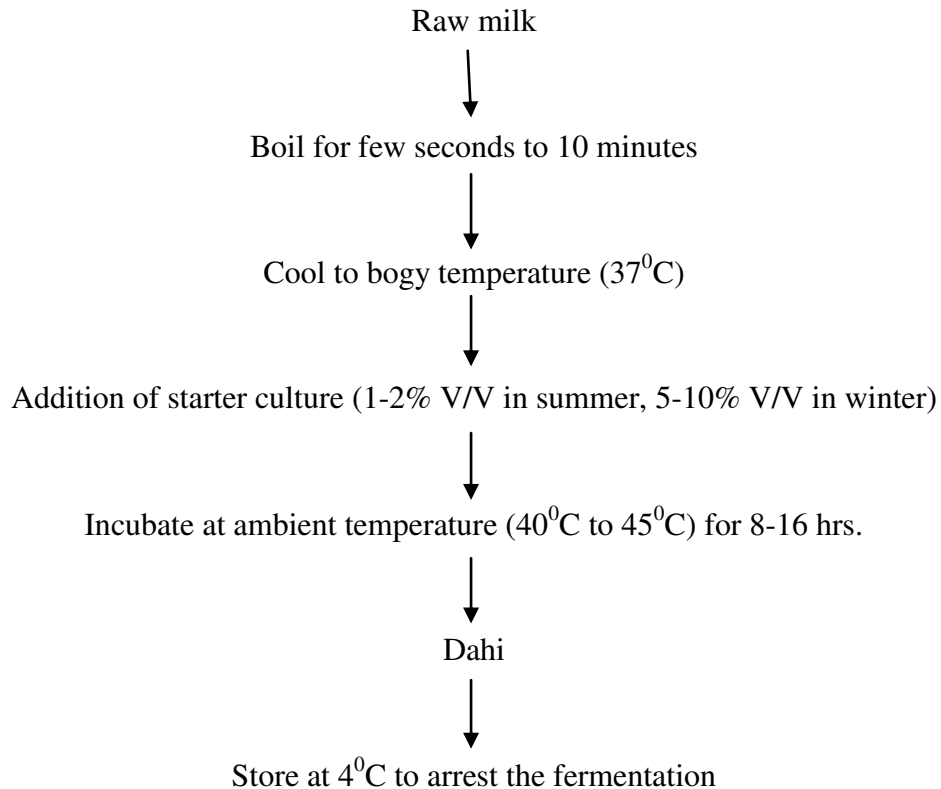 Raw milk
Boil for few seconds to 10 minutes
Cool to bogy temperature (37⁰C)
Addition of starter culture (1-2% V/V in summer, 5-10% V/V in winter)
Incubate at ambient temperature (40⁰C to 45⁰C) for 8-16 hrs.
Dahi
Store at 4⁰C to arrest the fermentation